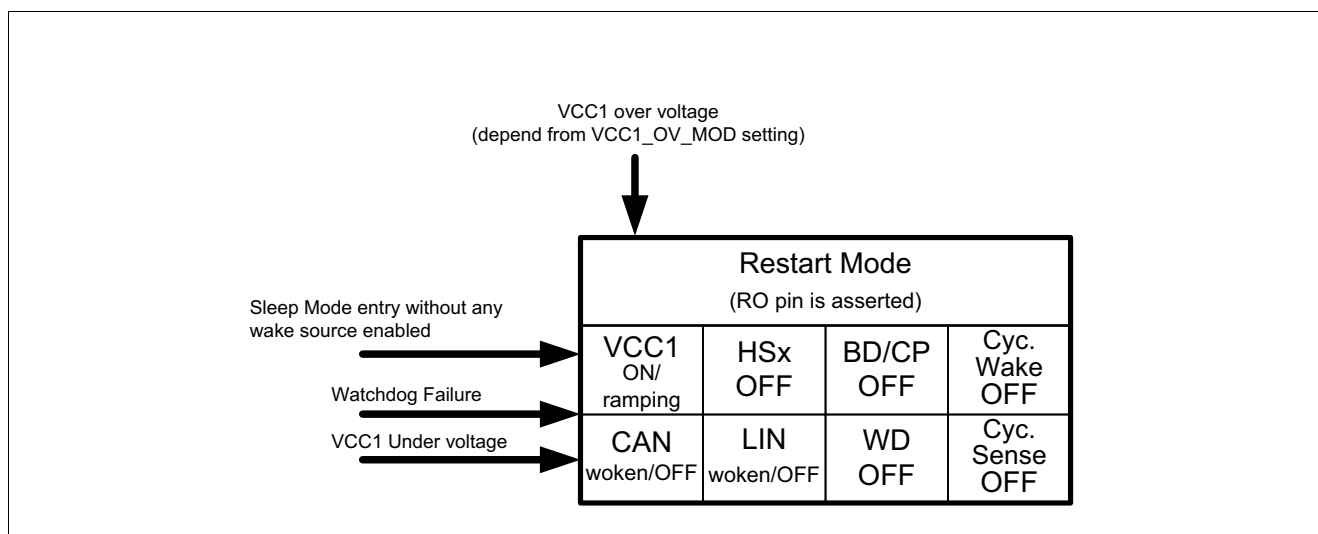 VCC1 over voltage
(depend from VCC1_OV_MOD setting)
Restart Mode
(RO pin is asserted)
Sleep Mode entry without any
wake source enabled
Watchdog Failure
VCC1 Under voltage
VCC1
ON/
ramping
HSx
OFF
BD/CP
OFF
Cyc.
Wake
OFF
CAN
woken/OFF
LIN
woken/OFF
WD
OFF
Cyc.
Sense
OFF